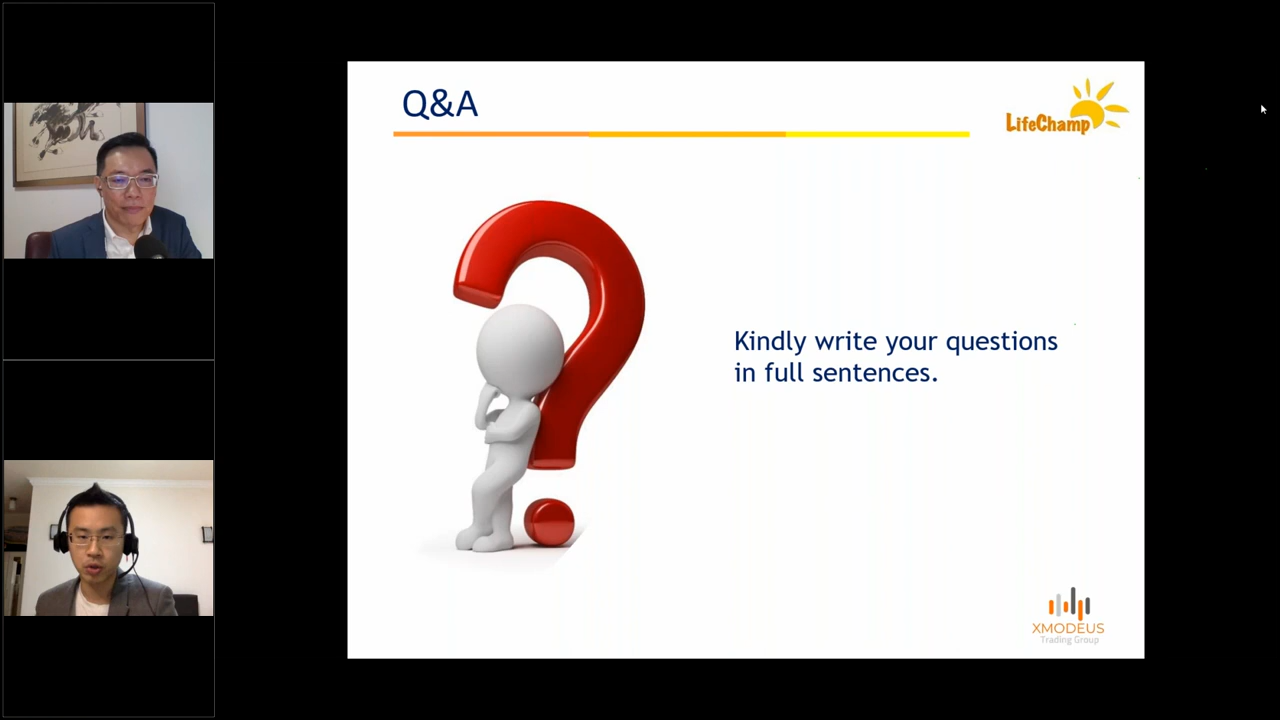 Q&A
LifeChamp
Kindly write your questions
in full sentences.
XMODEUS
Trading Group